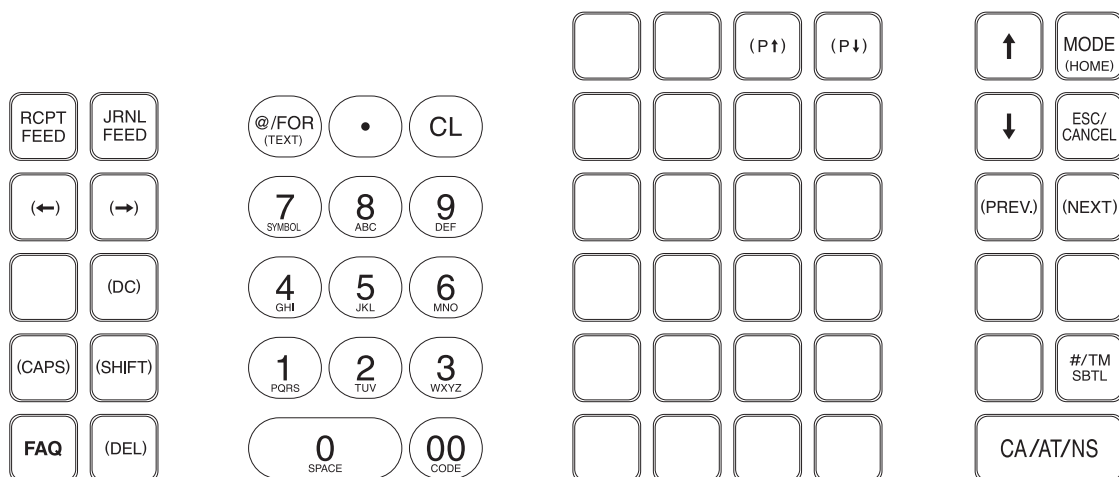 (P↑) (P↓)
↑ MODE
(HOME)
RCPT
FEED
JRNL
FEED
@/FOR
(TEXT)
•
CL
↓
ESC/
CANCEL
(←) (→)
7
SYMBOL
8
ABC
9
DEF
(PREV.) (NEXT)
(DC)
4
GHI
5
JKL
6
MNO
(CAPS) (SHIFT)
1
PQRS
2
TUV
3
WXYZ
#/TM
SBTL
FAQ (DEL)
0
SPACE
00
CODE
CA/AT/NS